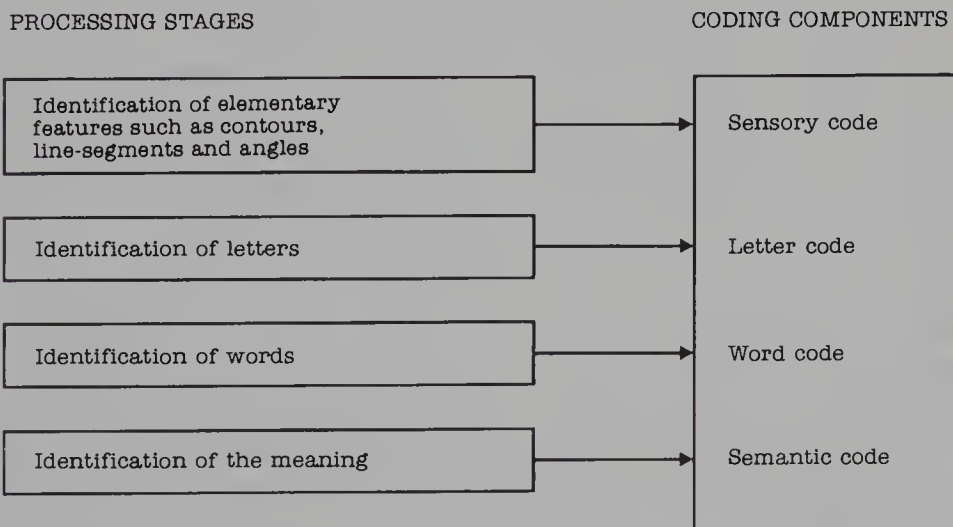 PROCESSING STAGES CODING COMPONENTS
Identification of elementary
features such as contours,
line-segments and angles
Sensory code
Identification of letters
Letter code
Identification of words
Word code
Identification of the meaning
Semantic code